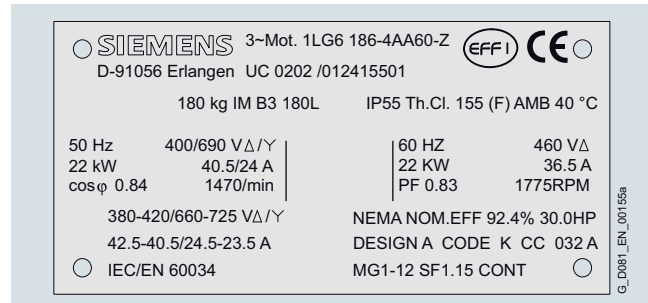 SIEMENS 3~Mot. 1LG6 186-4AA60-Z EFF 1 CE
D-91056 Erlangen UC 0202 /012415501
180 kg IM B3 180L IP55 Th.Cl. 155 (F) AMB 40 °C
50 Hz 400/690 V Δ/Y 60 HZ 460 VΔ
22 kW 40.5/24 A 22 KW 36.5 A
cosφ 0.84 1470/min PF 0.83 1775RPM
380-420/660-725 VΔ/Y NEMA NOM.EFF 92.4% 30.0HP
42.5-40.5/24.5-23.5 A DESIGN A CODE K CC 032 A
IEC/EN 60034 MG1-12 SF1.15 CONT
G_D081_EN_00155a